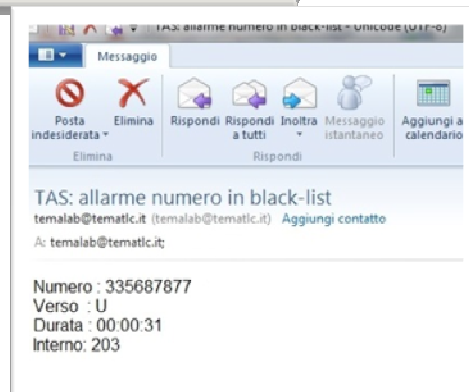 TAS: allarme numero in black-list - Unicode (UTF-8)
Messaggio
Posta indesiderata
Elimina
Rispondi
Rispondi a tutti
Inoltra
Messaggio istantaneo
Aggiungi a calendario
Elimina
Rispondi
TAS: allarme numero in black-list
temalab@tematlc.it (temalab@tematlc.it) Aggiungi contatto
A: temalab@tematlc.it;
Numero : 335687877
Verso : U
Durata : 00:00:31
Interno: 203